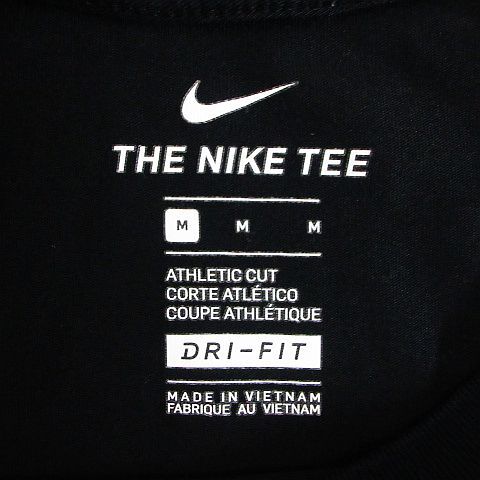 THE NIKE TEE
M M M
ATHLETIC CUT
CORTE ATLÉTICO
COUPE ATHLÉTIQUE
DRI-FIT
MADE IN VIETNAM
FABRIQUE AU VIETNAM